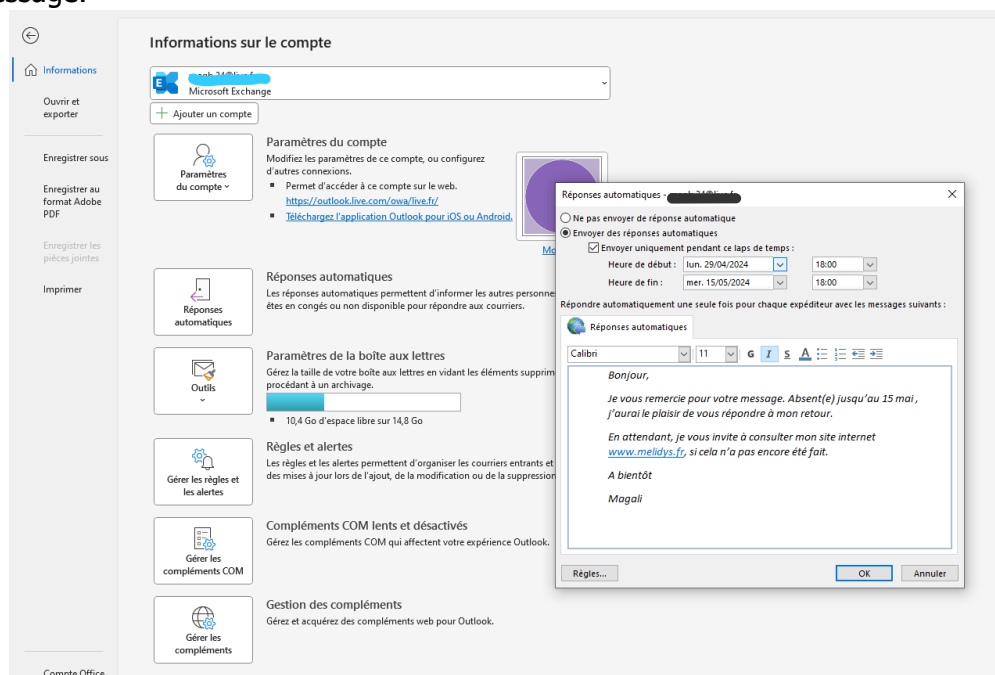 Informations sur le compte
Informations
Ouvrir et
exporter
Enregistrer sous
Enregistrer au
format Adobe
PDF
Enregistrer les
pièces jointes
Imprimer
Compte Office
Microsoft Exchange
Ajouter un compte
Paramètres
du compte
Paramètres du compte
Modifiez les paramètres de ce compte, ou configurez
d'autres connexions.
Permet d'accéder à ce compte sur le web.
https://outlook.live.com/owa/live.fr/
Téléchargez l'application Outlook pour iOS ou Android.
Réponses
automatiques
Réponses automatiques
Les réponses automatiques permettent d'informer les autres personne
êtes en congés ou non disponible pour répondre aux courriers.
Outils
Paramètres de la boîte aux lettres
Gérez la taille de votre boîte aux lettres en vidant les éléments supprim
procédant à un archivage.
10,4 Go d'espace libre sur 14,8 Go
Gérer les règles et
les alertes
Règles et alertes
Les règles et les alertes permettent d'organiser les courriers entrants et
des mises à jour lors de l'ajout, de la modification ou de la suppression
Gérer les
compléments COM
Compléments COM lents et désactivés
Gérez les compléments COM qui affectent votre expérience Outlook.
Gérer les
compléments
Gestion des compléments
Gérez et acquérez des compléments web pour Outlook.
Réponses automatiques -
Ne pas envoyer de réponse automatique
Envoyer des réponses automatiques
Envoyer uniquement pendant ce laps de temps :
Heure de début : lun. 29/04/2024 18:00
Heure de fin : mer. 15/05/2024 18:00
Répondre automatiquement une seule fois pour chaque expéditeur avec les messages suivants :
Réponses automatiques
Calibri 11 G I S A
Bonjour,
Je vous remercie pour votre message. Absent(e) jusqu'au 15 mai ,
j'aurai le plaisir de vous répondre à mon retour.
En attendant, je vous invite à consulter mon site internet
www.melidys.fr, si cela n'a pas encore été fait.
A bientôt
Magali
Règles... OK Annuler